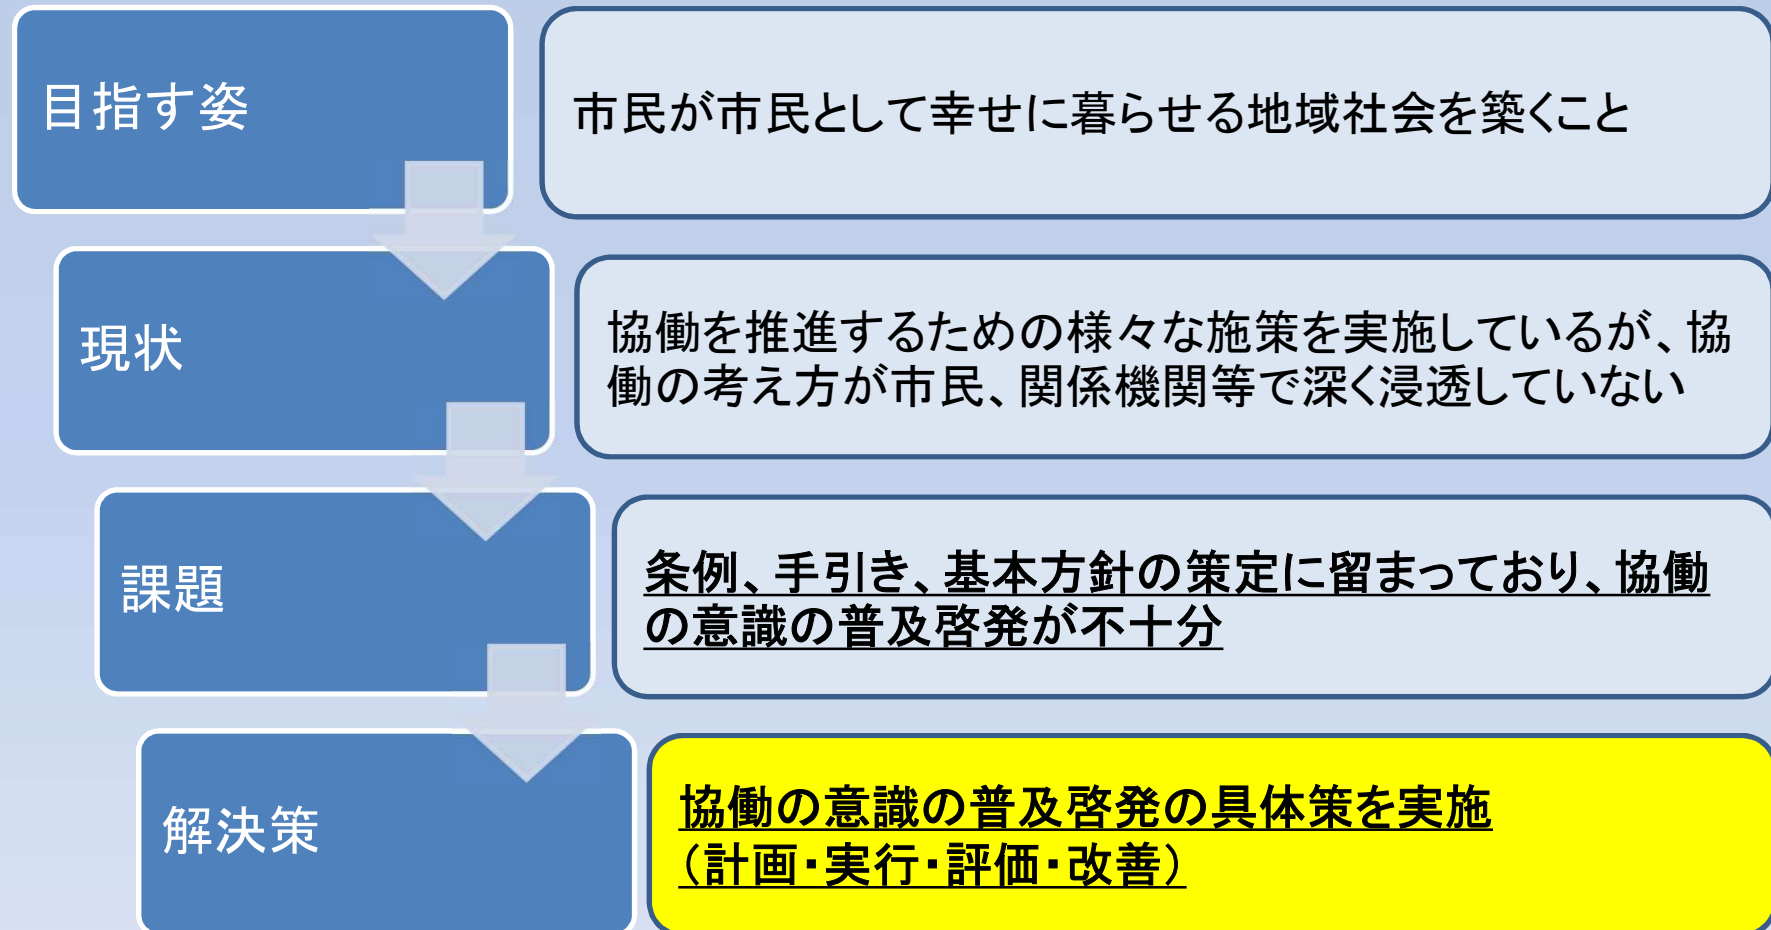 目指す姿
市民が市民として幸せに暮らせる地域社会を築くこと
現状
協働を推進するための様々な施策を実施しているが、協
働の考え方が市民、関係機関等で深く浸透していない
課題
条例、手引き、基本方針の策定に留まっており、協働
の意識の普及啓発が不十分
解決策
協働の意識の普及啓発の具体策を実施
（計画・実行・評価・改善）